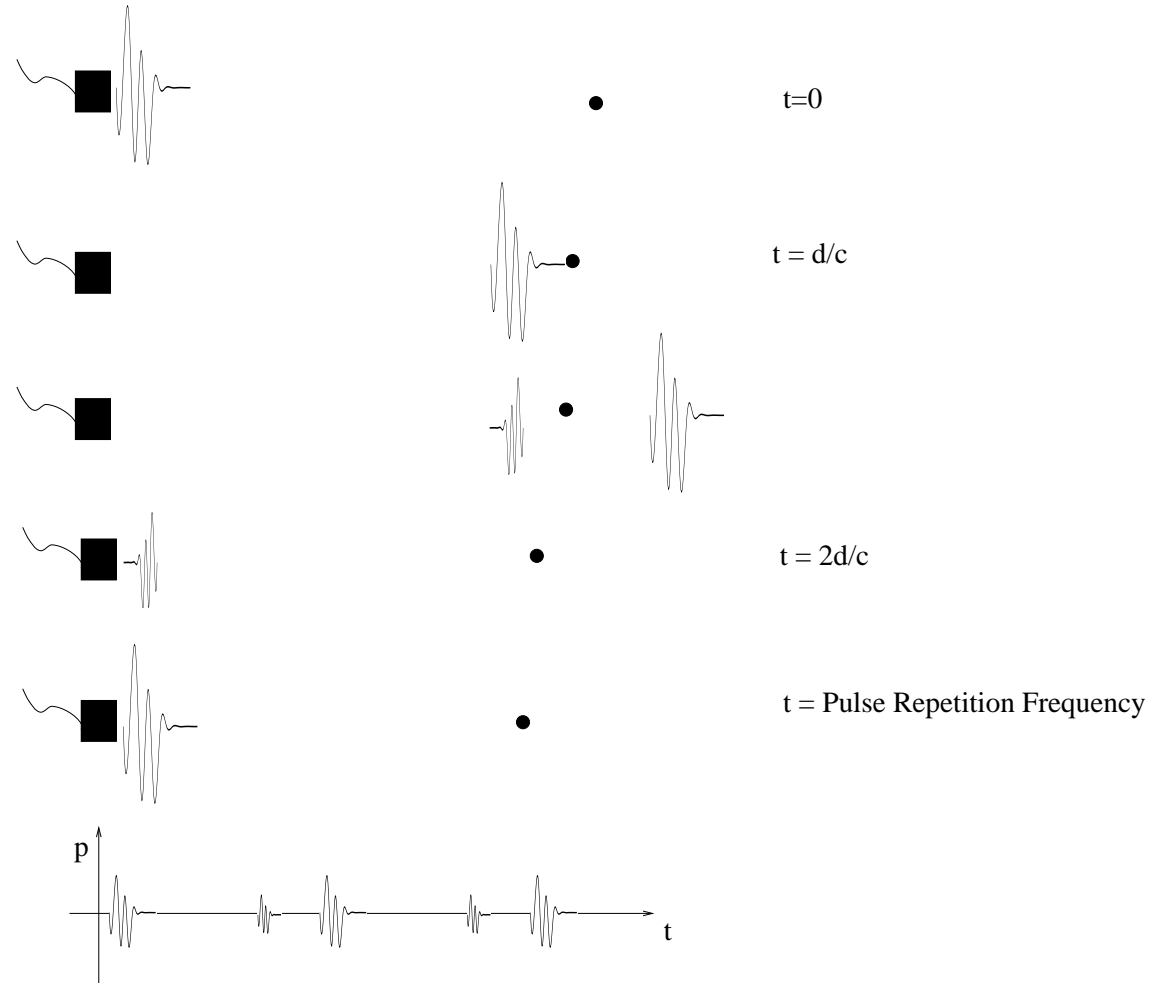 t=0
t = d/c
t = 2d/c
t = Pulse Repetition Frequency
p
t